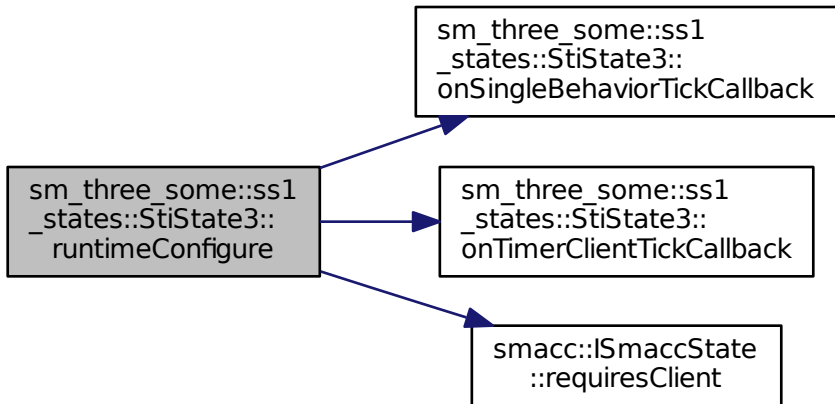 sm_three_some::ss1
_states::StiState3::
onSingleBehaviorTickCallback
sm_three_some::ss1
_states::StiState3::
runtimeConfigure
sm_three_some::ss1
_states::StiState3::
onTimerClientTickCallback
smacc::ISmaccState
::requiresClient